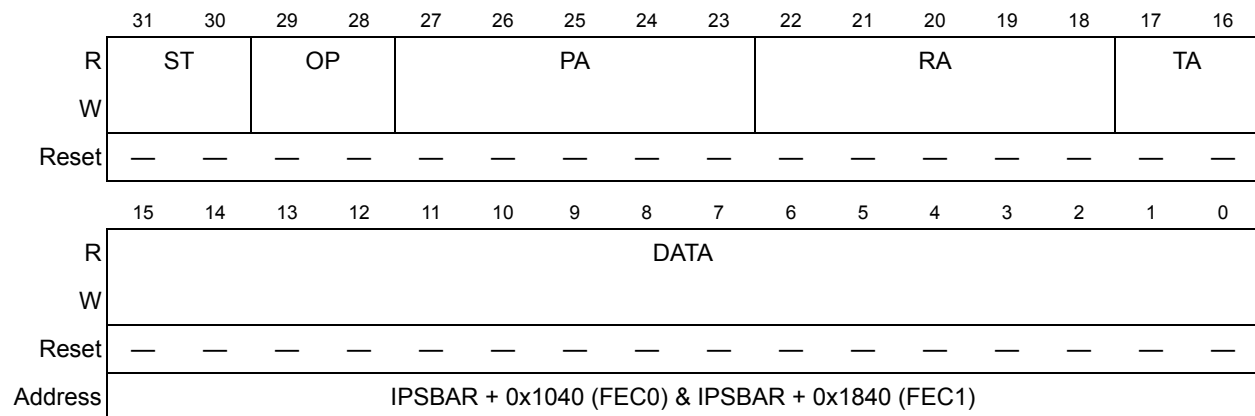 31 30 29 28 27 26 25 24 23 22 21 20 19 18 17 16
R ST OP PA RA TA
W
Reset — — — — — — — — — — — — — — — —
15 14 13 12 11 10 9 8 7 6 5 4 3 2 1 0
R DATA
W
Reset — — — — — — — — — — — — — — — —
Address IPSBAR + 0x1040 (FEC0) & IPSBAR + 0x1840 (FEC1)